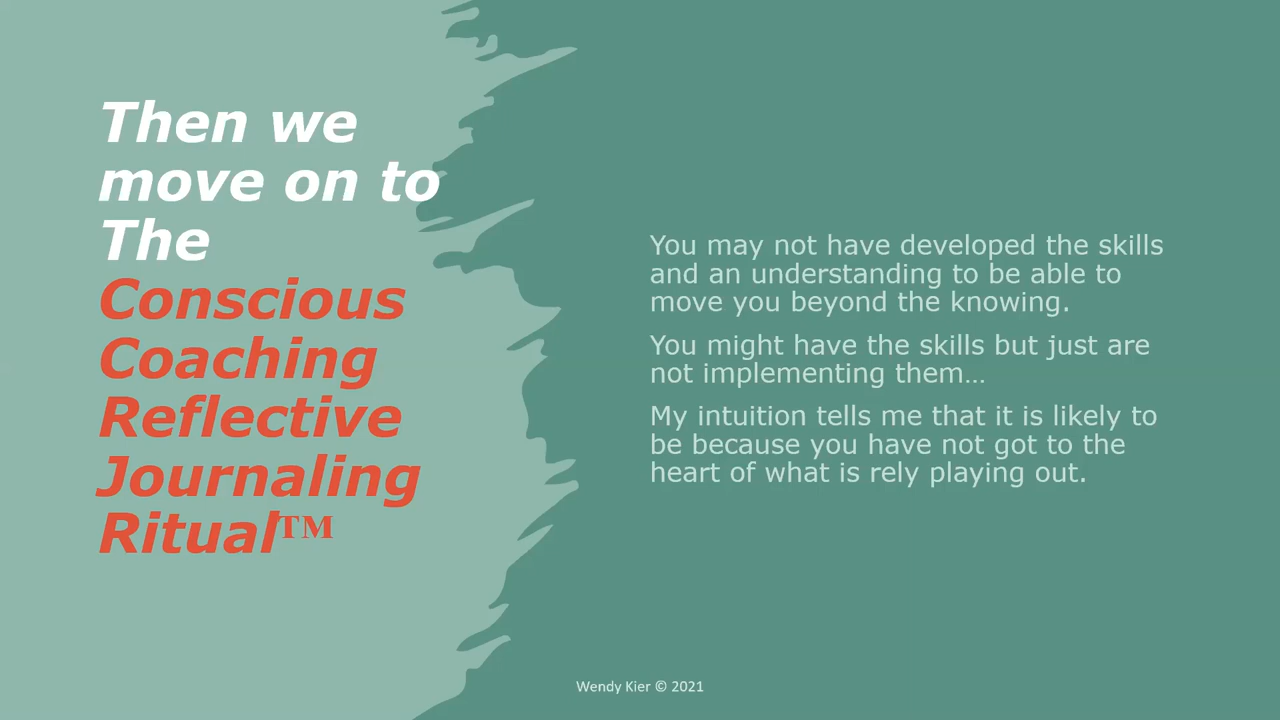 Then we
move on to
The
Conscious
Coaching
Reflective
Journaling
Ritual™
You may not have developed the skills
and an understanding to be able to
move you beyond the knowing.
You might have the skills but just are
not implementing them…
My intuition tells me that it is likely to
be because you have not got to the
heart of what is rely playing out.
Wendy Kier © 2021